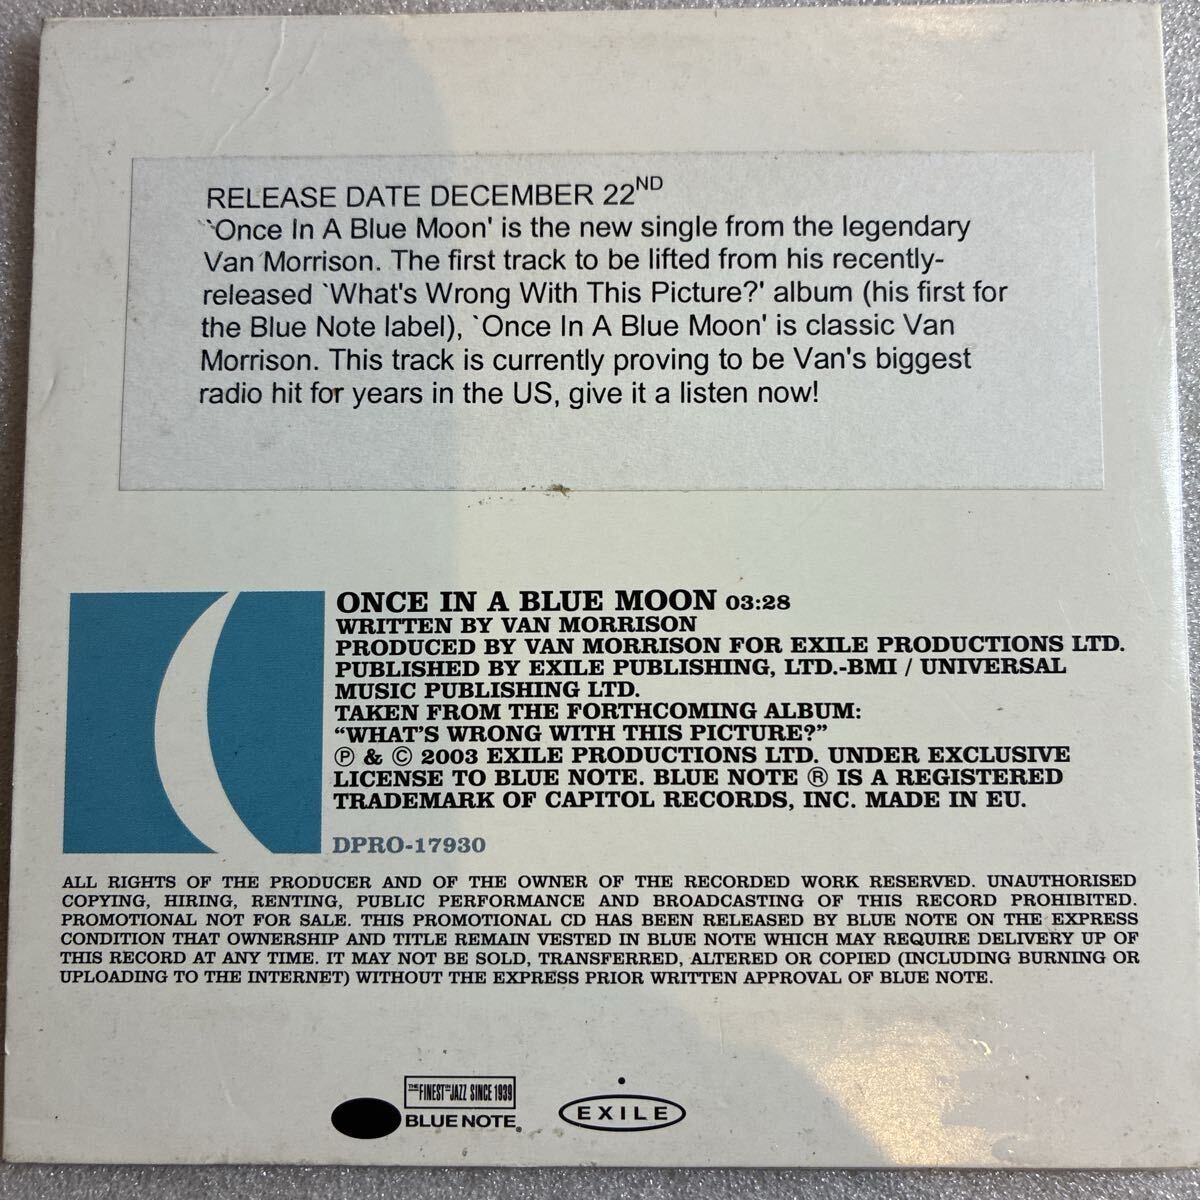 RELEASE DATE DECEMBER 22ND
`Once In A Blue Moon' is the new single from the legendary
Van Morrison. The first track to be lifted from his recently-
released `What's Wrong With This Picture?' album (his first for
the Blue Note label), `Once In A Blue Moon' is classic Van
Morrison. This track is currently proving to be Van's biggest
radio hit for years in the US, give it a listen now!
ONCE IN A BLUE MOON 03:28
WRITTEN BY VAN MORRISON
PRODUCED BY VAN MORRISON FOR EXILE PRODUCTIONS LTD.
PUBLISHED BY EXILE PUBLISHING, LTD.-BMI / UNIVERSAL
MUSIC PUBLISHING LTD.
TAKEN FROM THE FORTHCOMING ALBUM:
“WHAT'S WRONG WITH THIS PICTURE?”
℗ & © 2003 EXILE PRODUCTIONS LTD. UNDER EXCLUSIVE
LICENSE TO BLUE NOTE. BLUE NOTE ® IS A REGISTERED
TRADEMARK OF CAPITOL RECORDS, INC. MADE IN EU.
DPRO-17930
ALL RIGHTS OF THE PRODUCER AND OF THE OWNER OF THE RECORDED WORK RESERVED. UNAUTHORISED
COPYING, HIRING, RENTING, PUBLIC PERFORMANCE AND BROADCASTING OF THIS RECORD PROHIBITED.
PROMOTIONAL NOT FOR SALE. THIS PROMOTIONAL CD HAS BEEN RELEASED BY BLUE NOTE ON THE EXPRESS
CONDITION THAT OWNERSHIP AND TITLE REMAIN VESTED IN BLUE NOTE WHICH MAY REQUIRE DELIVERY UP OF
THIS RECORD AT ANY TIME. IT MAY NOT BE SOLD, TRANSFERRED, ALTERED OR COPIED (INCLUDING BURNING OR
UPLOADING TO THE INTERNET) WITHOUT THE EXPRESS PRIOR WRITTEN APPROVAL OF BLUE NOTE.
THE FINEST IN JAZZ SINCE 1939
BLUE NOTE®
EXILE